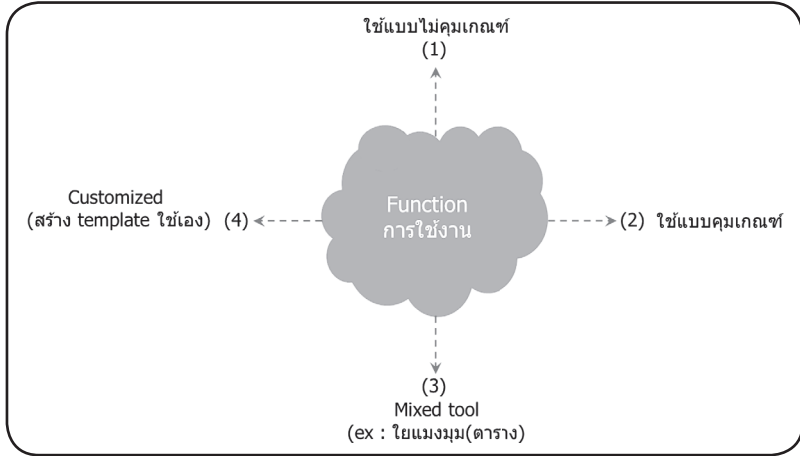 ใช้แบบไม่คุมเกณฑ์
(1)
Customized
(สร้าง template ใช้เอง) (4)
Function
การใช้งาน
(2) ใช้แบบคุมเกณฑ์
(3)
Mixed tool
(ex : ใยแมงมุม(ตาราง)